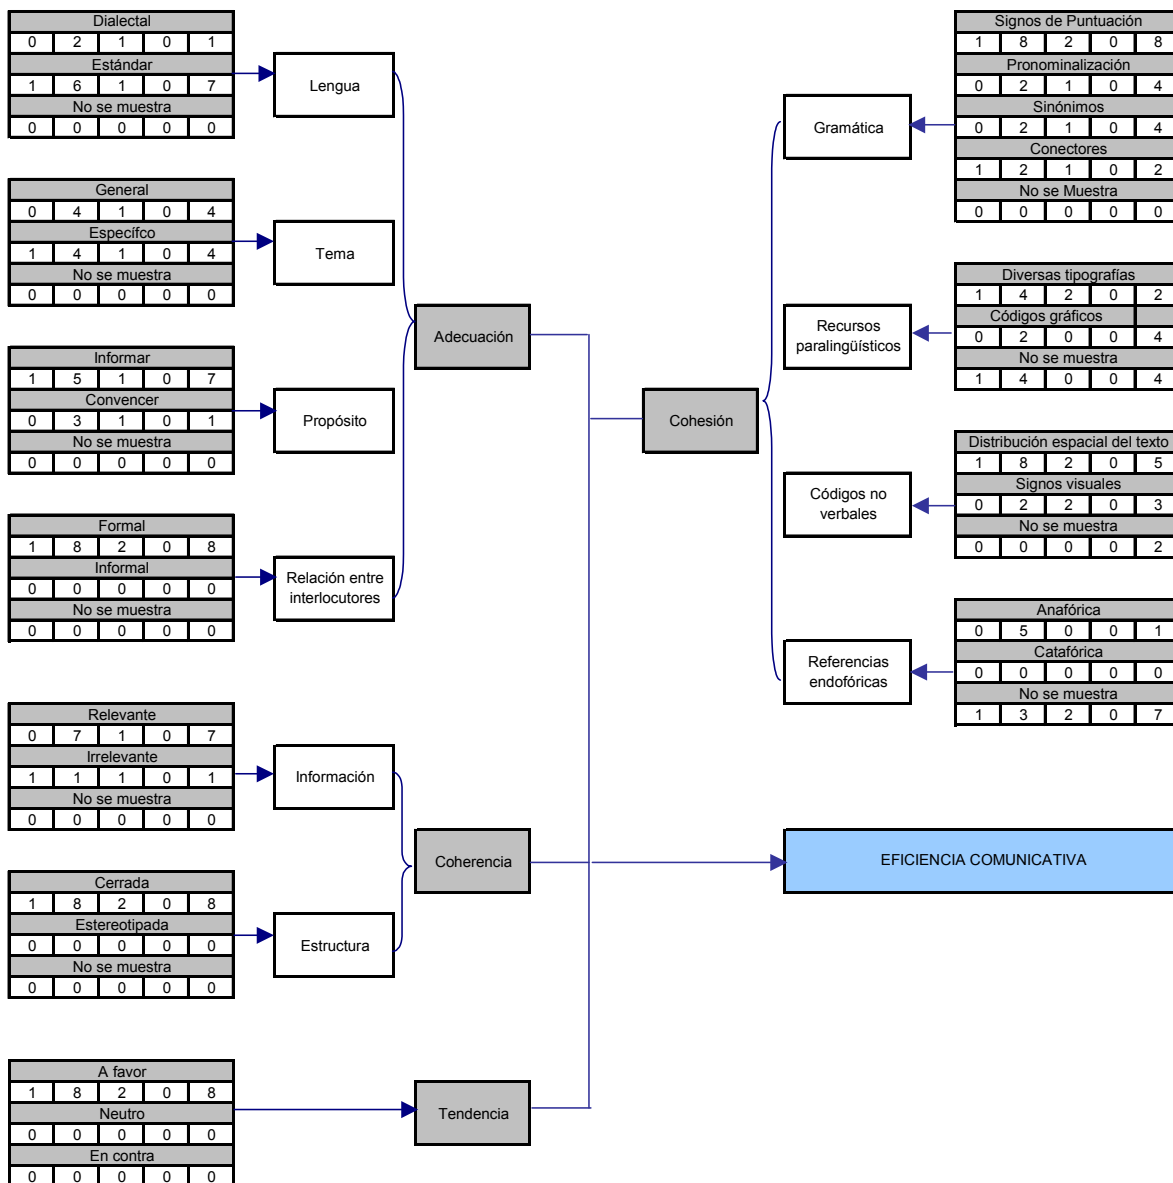 Dialectal
0 2 1 0 1
Estándar
1 6 1 0 7
No se muestra
0 0 0 0 0
Lengua
General
0 4 1 0 4
Específco
1 4 1 0 4
No se muestra
0 0 0 0 0
Tema
Informar
1 5 1 0 7
Convencer
0 3 1 0 1
No se muestra
0 0 0 0 0
Propósito
Formal
1 8 2 0 8
Informal
0 0 0 0 0
No se muestra
0 0 0 0 0
Relación entre
interlocutores
Adecuación
Relevante
0 7 1 0 7
Irrelevante
1 1 1 0 1
No se muestra
0 0 0 0 0
Información
Cerrada
1 8 2 0 8
Estereotipada
0 0 0 0 0
No se muestra
0 0 0 0 0
Estructura
Coherencia
A favor
1 8 2 0 8
Neutro
0 0 0 0 0
En contra
0 0 0 0 0
Tendencia
Cohesión
Gramática
Signos de Puntuación
1 8 2 0 8
Pronominalización
0 2 1 0 4
Sinónimos
0 2 1 0 4
Conectores
1 2 1 0 2
No se Muestra
0 0 0 0 0
Recursos
paralingüísticos
Diversas tipografías
1 4 2 0 2
Códigos gráficos
0 2 0 0 4
No se muestra
1 4 0 0 4
Códigos no
verbales
Distribución espacial del texto
1 8 2 0 5
Signos visuales
0 2 2 0 3
No se muestra
0 0 0 0 2
Referencias
endofóricas
Anafórica
0 5 0 0 1
Catafórica
0 0 0 0 0
No se muestra
1 3 2 0 7
EFICIENCIA COMUNICATIVA